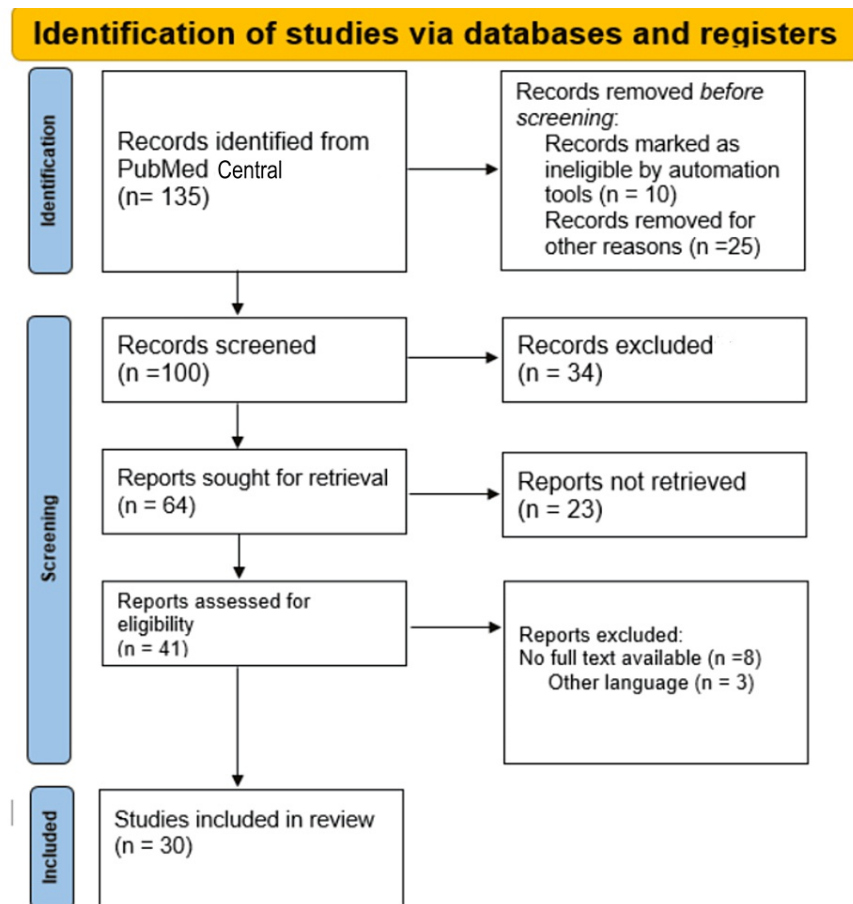 Identification of studies via databases and registers
Identification
Records identified from
PubMed Central
(n= 135)
Records removed before
screening:
Records marked as
ineligible by automation
tools (n = 10)
Records removed for
other reasons (n =25)
Screening
Records screened
(n =100)
Records excluded
(n = 34)
Reports sought for retrieval
(n = 64)
Reports not retrieved
(n = 23)
Reports assessed for
eligibility
(n = 41)
Reports excluded:
No full text available (n =8)
Other language (n = 3)
Included
Studies included in review
(n = 30)